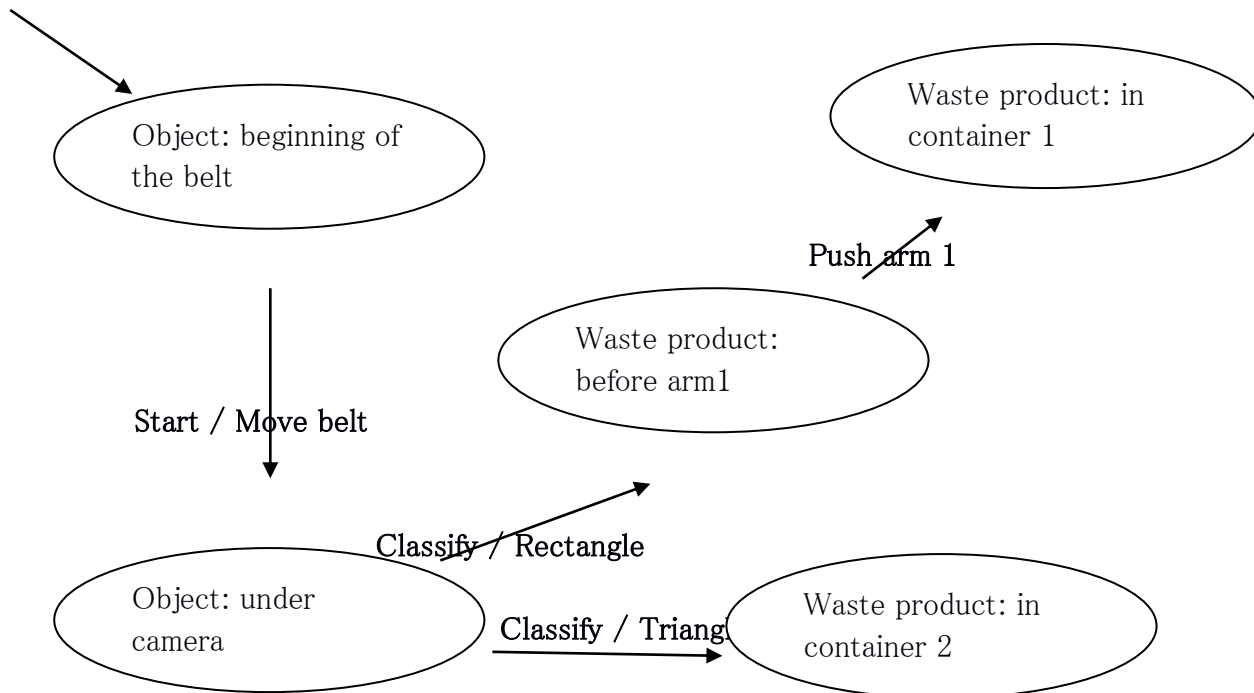 Object: beginning of
the belt
Waste product: in
container 1
Push arm 1
Waste product:
before arm1
Start / Move belt
Classify / Rectangle
Object: under
camera
Classify / Triangl
Waste product: in
container 2